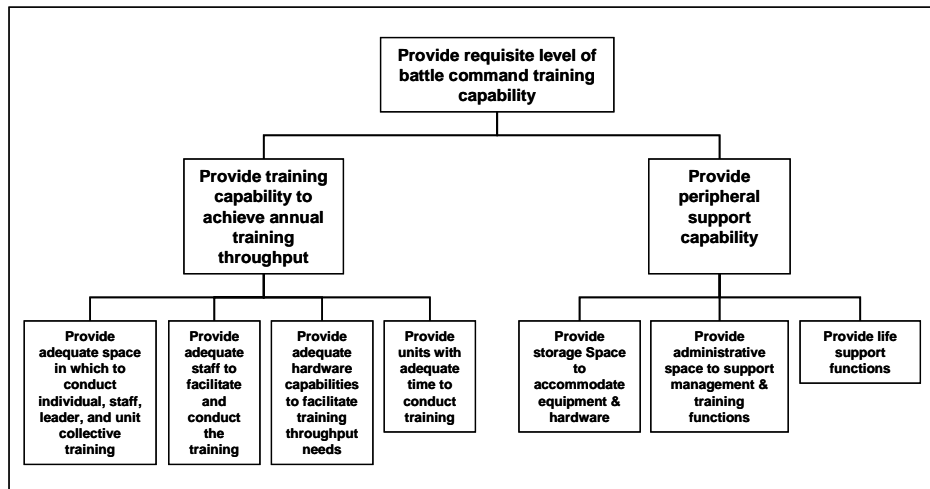 Provide requisite level of
battle command training
capability
Provide training
capability to
achieve annual
training
throughput
Provide
peripheral
support
capability
Provide
adequate space
in which to
conduct
individual, staff,
leader, and unit
collective
training
Provide
adequate
staff to
facilitate
and
conduct
the
training
Provide
adequate
hardware
capabilities
to facilitate
training
throughput
needs
Provide
units with
adequate
time to
conduct
training
Provide
storage Space
to
accommodate
equipment &
hardware
Provide
administrative
space to support
management &
training
functions
Provide life
support
functions